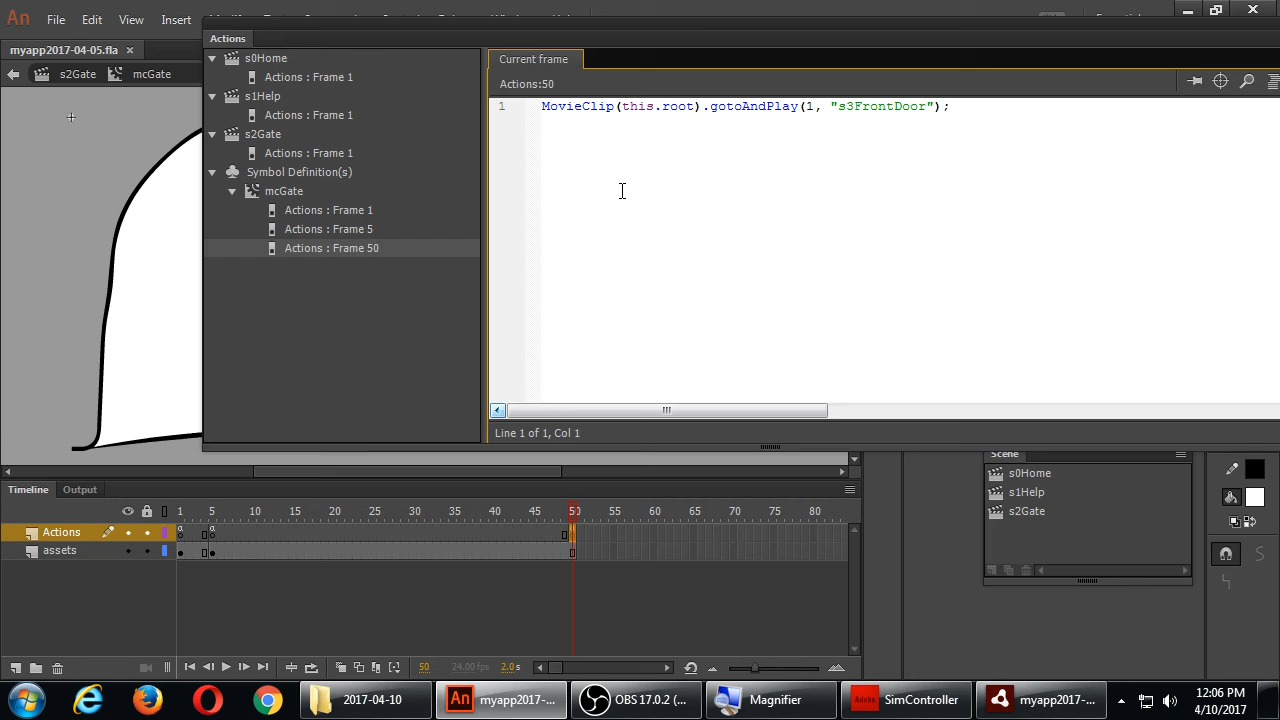 An File Edit View Insert
myapp2017-04-05.fla ×
s2Gate mcGate
Actions
s0Home
Actions : Frame 1
s1Help
Actions : Frame 1
s2Gate
Actions : Frame 1
Symbol Definition(s)
mcGate
Actions : Frame 1
Actions : Frame 5
Actions : Frame 50
Current frame
Actions:50
1 MovieClip(this.root).gotoAndPlay(1, "s3FrontDoor");
Line 1 of 1, Col 1
Scene
s0Home
s1Help
s2Gate
Timeline Output
1 5 10 15 20 25 30 35 40 45 50 55 60 65 70 75 80
Actions
assets
50 24.00 fps 2.0 s
2017-04-10
An myapp2017-...
OBS 17.0.2 (...
Magnifier
Adobe SimController
myapp2017-...
12:06 PM
4/10/2017